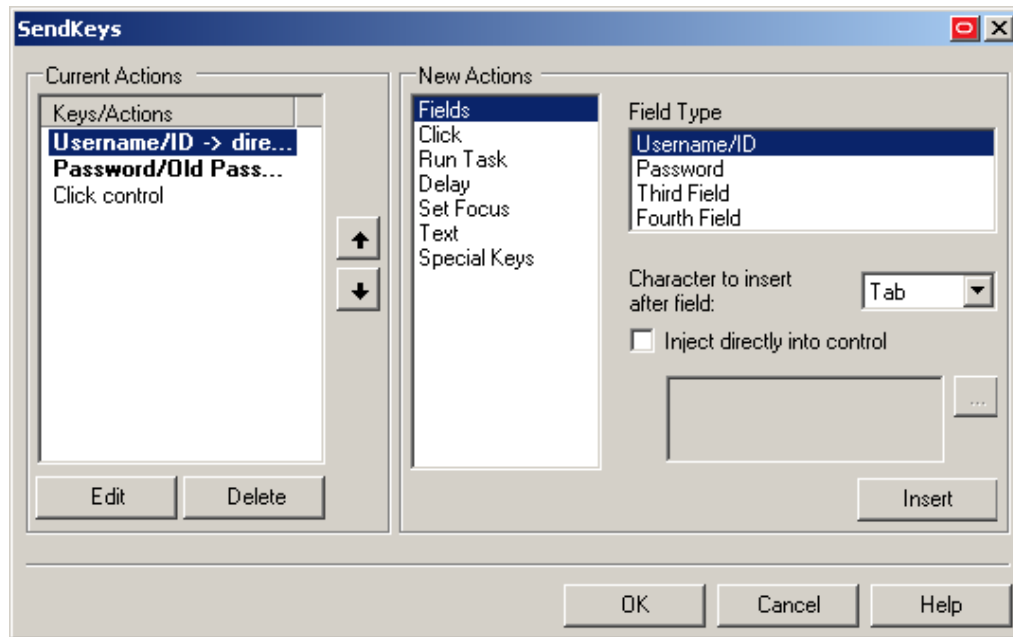 SendKeys
Current Actions
Keys/Actions
Username/ID -> dire...
Password/Old Pass...
Click control
Edit
Delete
New Actions
Fields
Click
Run Task
Delay
Set Focus
Text
Special Keys
Field Type
Username/ID
Password
Third Field
Fourth Field
Character to insert
after field:
Tab
Inject directly into control
...
Insert
OK
Cancel
Help